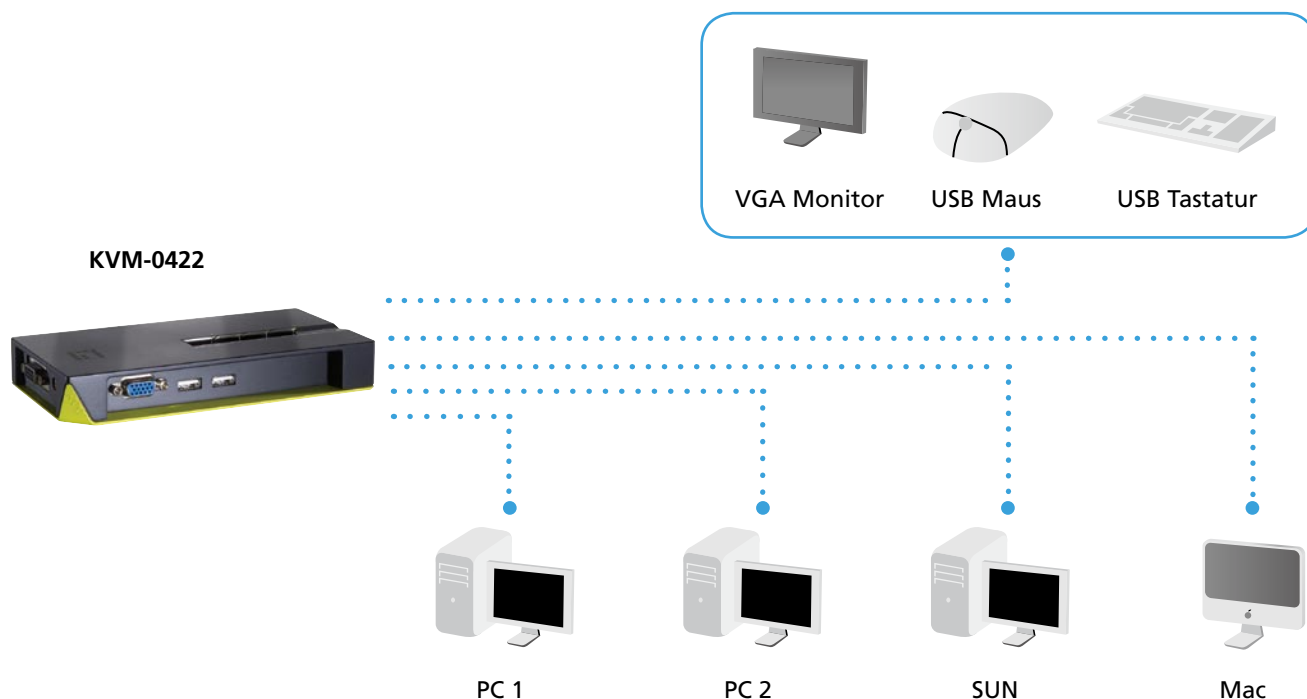 VGA Monitor
USB Maus
USB Tastatur
KVM-0422
PC 1
PC 2
SUN
Mac